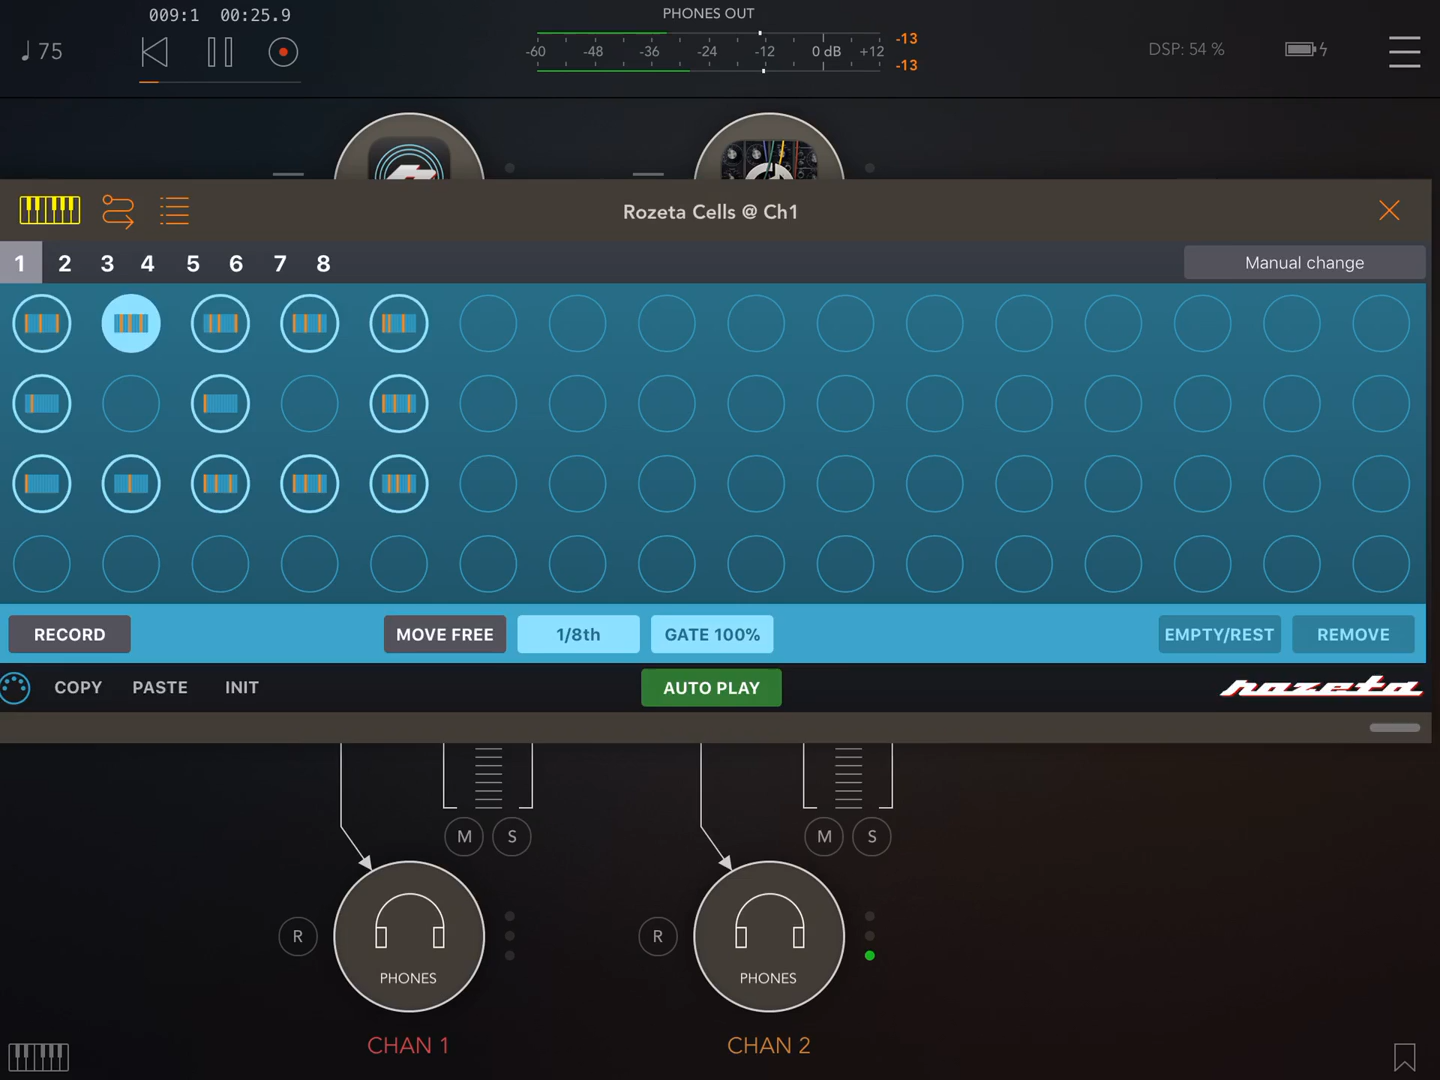 009:1 00:25.9
PHONES OUT
♩ 75
-60 -48 -36 -24 -12 0 dB +12
-13
-13
DSP: 54 %
Rozeta Cells @ Ch1
1 2 3 4 5 6 7 8
Manual change
RECORD
MOVE FREE
1/8th
GATE 100%
EMPTY/REST
REMOVE
COPY PASTE INIT
AUTO PLAY
rozeta
M S M S
R R
PHONES PHONES
CHAN 1 CHAN 2